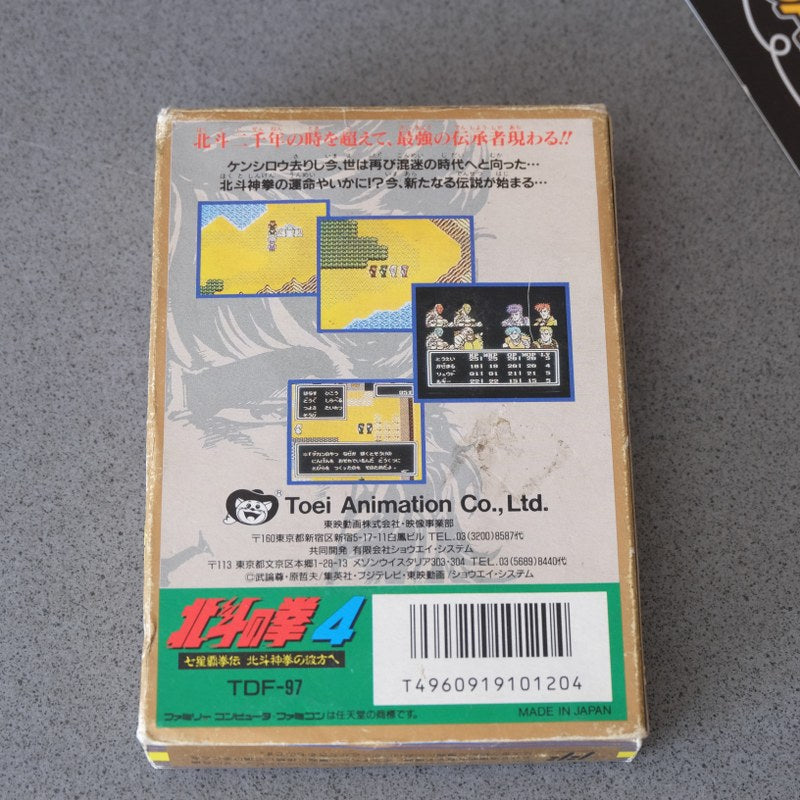 北斗二千年の時を超えて、最強の伝承者現わる!!
ケンシロウ去りし今、世は再び混迷の時代へと向った…
北斗神拳の運命やいかに!?今、新たなる伝説が始まる…
Toei Animation Co., Ltd.
東映動画株式会社・映像事業部
〒160東京都新宿区新宿5-17-11白鳳ビル TEL.03(3200)8587代
共同開発 有限会社ショウエイ・システム
〒113 東京都文京区本郷1-28-13 メゾンウイスタリア303・304 TEL.03(5689)8440代
©武論尊・原哲夫/集英社・フジテレビ・東映動画/ショウエイ・システム
北斗の拳4
七星覇拳伝 北斗神拳の彼方へ
TDF-97
T4960919101204
ファミリーコンピュータ・ファミコンは任天堂の商標です。
MADE IN JAPAN